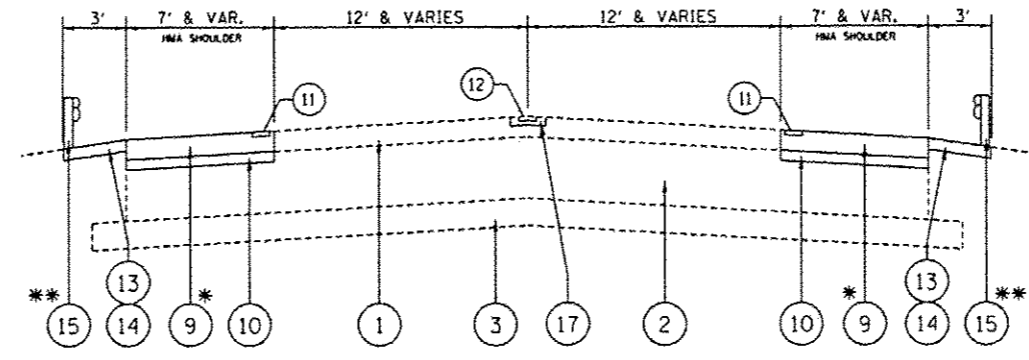 3' 7' & VAR. 12' & VARIES 12' & VARIES 7' & VAR. 3'
HMA SHOULDER HMA SHOULDER
12
11 11
13 13
** * * **
15 14 9 10 1 3 17 2 10 9 14 15